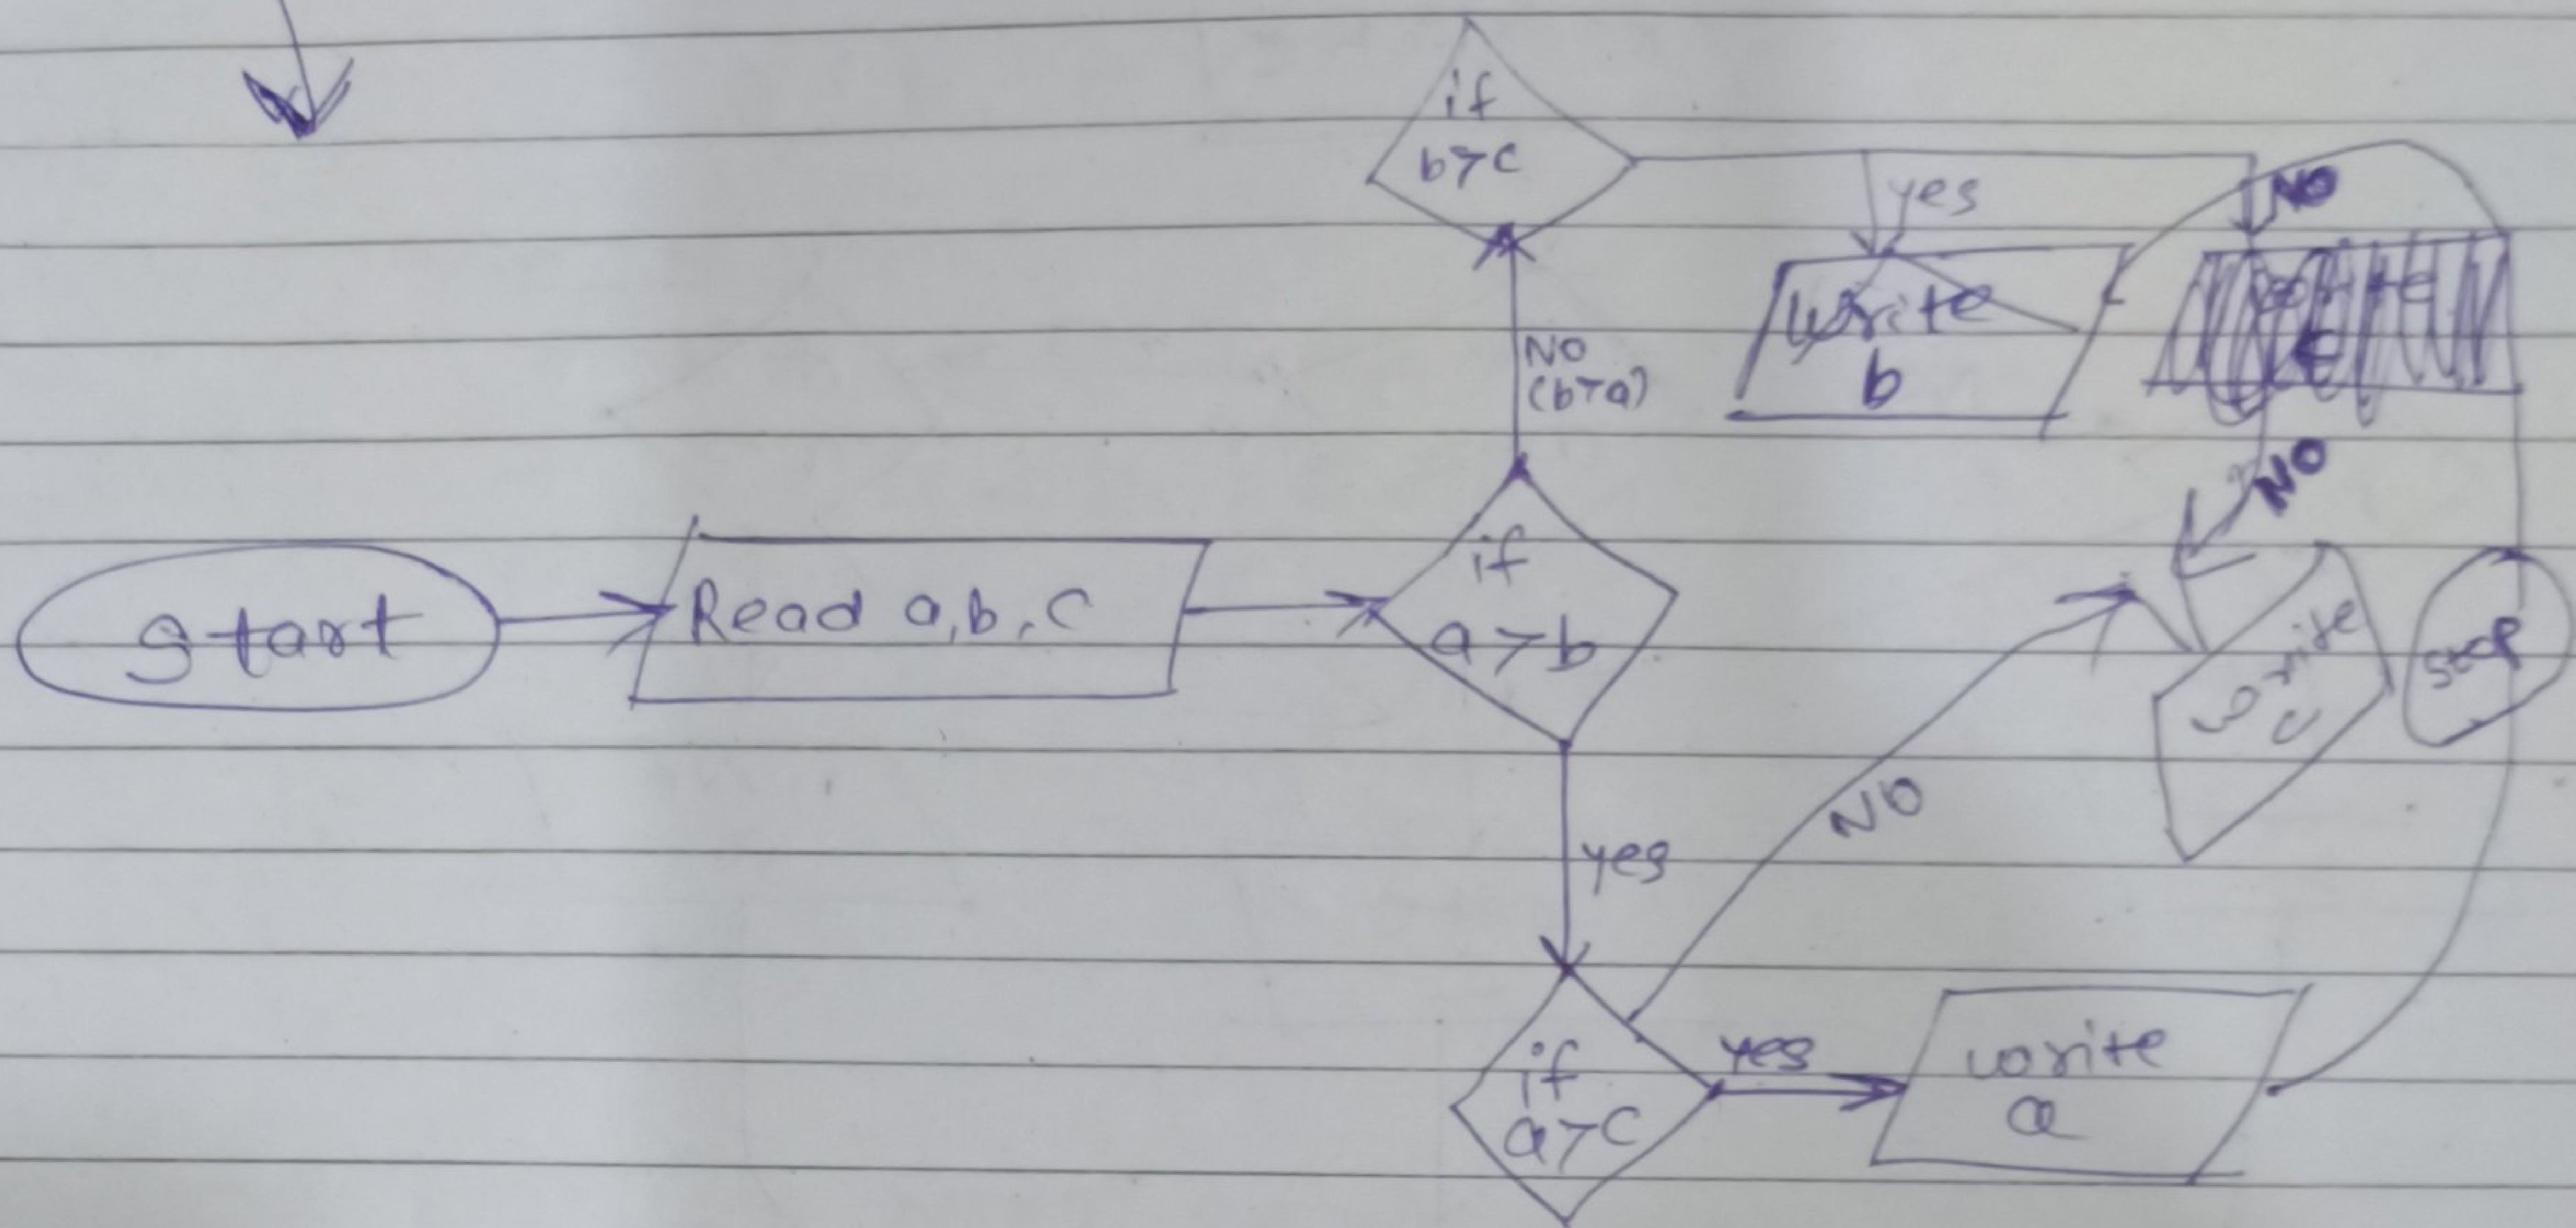 if
b>c
yes
NO
write
b
NO
(b>a)
NO
start
Read a,b,c
if
a>b
write
c
stop
NO
yes
if
a>c
yes
write
a